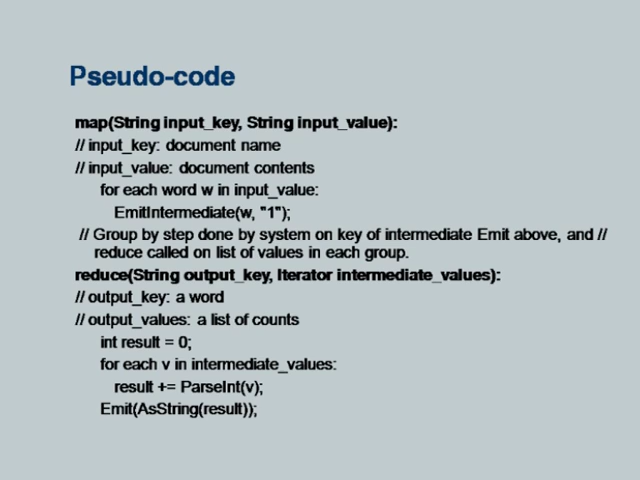 Pseudo-code
map(String input_key, String input_value):
// input_key: document name
// input_value: document contents
for each word w in input_value:
EmitIntermediate(w, "1");
// Group by step done by system on key of intermediate Emit above, and //
reduce called on list of values in each group.
reduce(String output_key, Iterator intermediate_values):
// output_key: a word
// output_values: a list of counts
int result = 0;
for each v in intermediate_values:
result += ParseInt(v);
Emit(AsString(result));